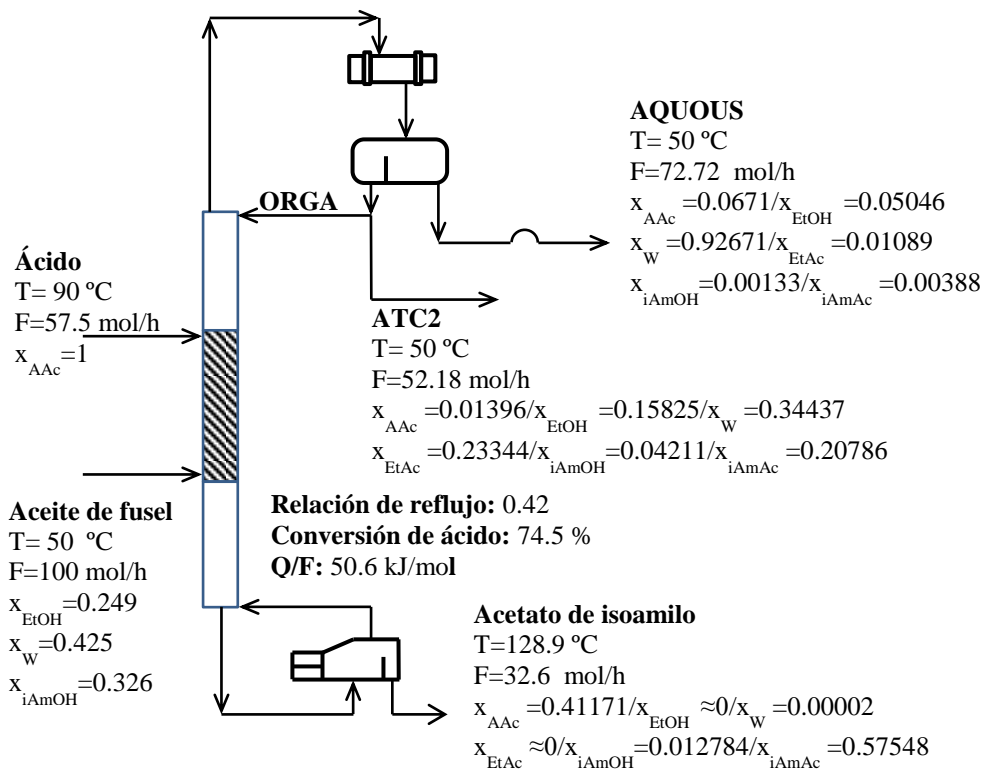 AQUOUS
T= 50 ºC
F=72.72 mol/h
x_AAc =0.0671/x_EtOH =0.05046
x_W =0.92671/x_EtAc =0.01089
x_iAmOH=0.00133/x_iAmAc =0.00388
ORGA
Ácido
T= 90 ºC
F=57.5 mol/h
x_AAc=1
ATC2
T= 50 ºC
F=52.18 mol/h
x_AAc =0.01396/x_EtOH =0.15825/x_W =0.34437
x_EtAc =0.23344/x_iAmOH=0.04211/x_iAmAc =0.20786
Aceite de fusel
T= 50 ºC
F=100 mol/h
x_EtOH=0.249
x_W=0.425
x_iAmOH=0.326
Relación de reflujo: 0.42
Conversión de ácido: 74.5 %
Q/F: 50.6 kJ/mol
Acetato de isoamilo
T=128.9 ºC
F=32.6 mol/h
x_AAc =0.41171/x_EtOH ≈0/x_W =0.00002
x_EtAc ≈0/x_iAmOH=0.012784/x_iAmAc =0.57548